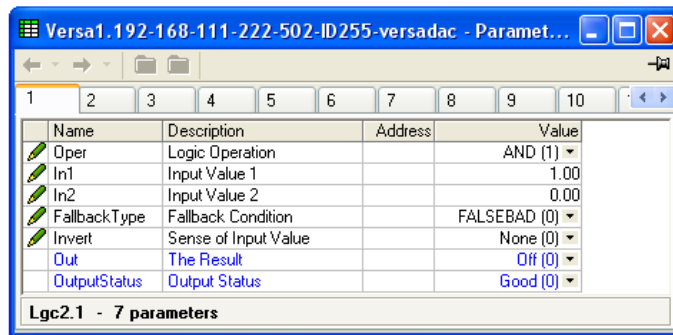 Versa1.192-168-111-222-502-ID255-versadac - Paramet...
1 2 3 4 5 6 7 8 9 10
Name Description Address Value
Oper Logic Operation AND (1)
In1 Input Value 1 1.00
In2 Input Value 2 0.00
FallbackType Fallback Condition FALSEBAD (0)
Invert Sense of Input Value None (0)
Out The Result Off (0)
OutputStatus Output Status Good (0)
Lgc2.1 - 7 parameters